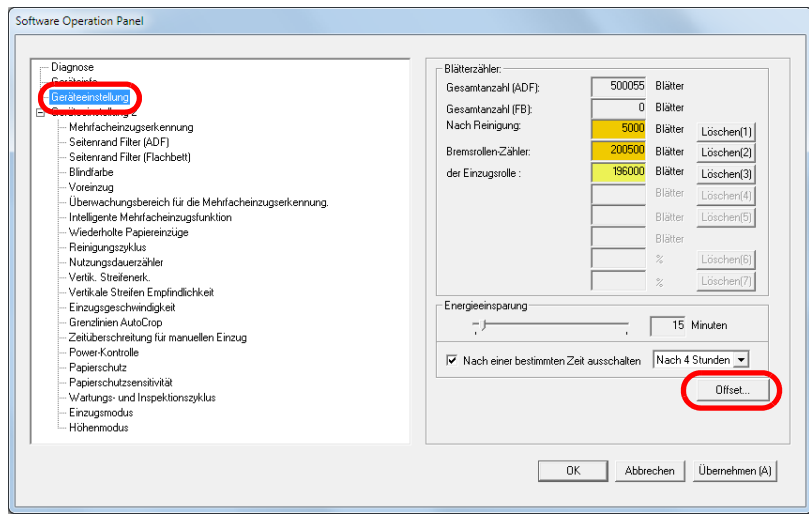 Software Operation Panel
Diagnose
Geräteinfo
Geräteeinstellung
Geräteeinstellung 2
Mehrfacheinzugserkennung
Seitenrand Filter (ADF)
Seitenrand Filter (Flachbett)
Blindfarbe
Voreinzug
Überwachungsbereich für die Mehrfacheinzugserkennung.
Intelligente Mehrfacheinzugsfunktion
Wiederholte Papiereinzüge
Reinigungszyklus
Nutzungsdauerzähler
Vertik. Streifenerk.
Vertikale Streifen Empfindlichkeit
Einzugsgeschwindigkeit
Grenzlinien AutoCrop
Zeitüberschreitung für manuellen Einzug
Power-Kontrolle
Papierschutz
Papierschutzsensitivität
Wartungs- und Inspektionszyklus
Einzugsmodus
Höhenmodus
Blätterzähler:
Gesamtanzahl (ADF): 500055 Blätter
Gesamtanzahl (FB): 0 Blätter
Nach Reinigung: 5000 Blätter Löschen(1)
Bremsrollen-Zähler: 200500 Blätter Löschen(2)
der Einzugsrolle : 196000 Blätter Löschen(3)
Blätter Löschen(4)
Blätter Löschen(5)
Blätter
% Löschen(6)
% Löschen(7)
Energieeinsparung
15 Minuten
Nach einer bestimmten Zeit ausschalten Nach 4 Stunden
Offset...
OK Abbrechen Übernehmen (A)